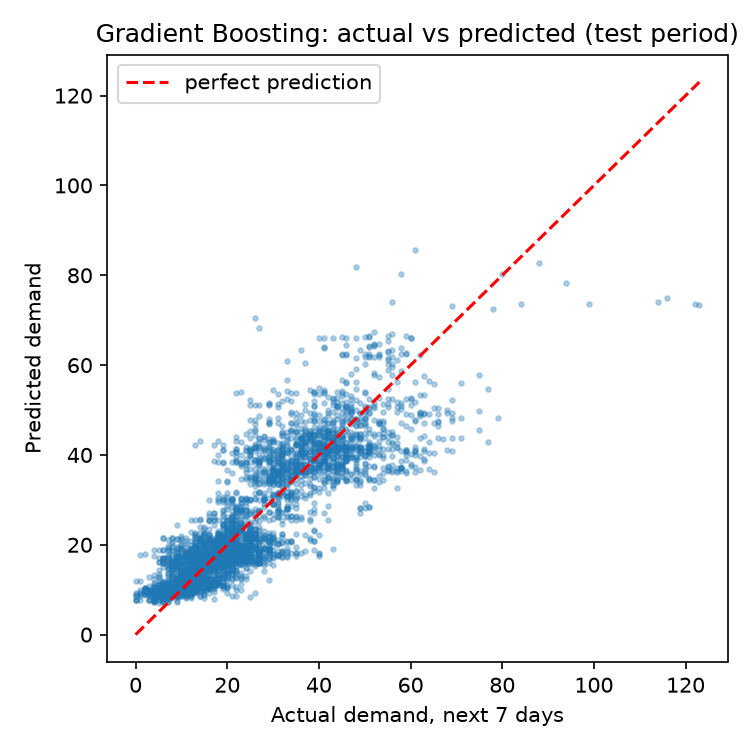 Gradient Boosting: actual vs predicted (test period)
perfect prediction
120
100
80
60
40
20
0
Predicted demand
0 20 40 60 80 100 120
Actual demand, next 7 days